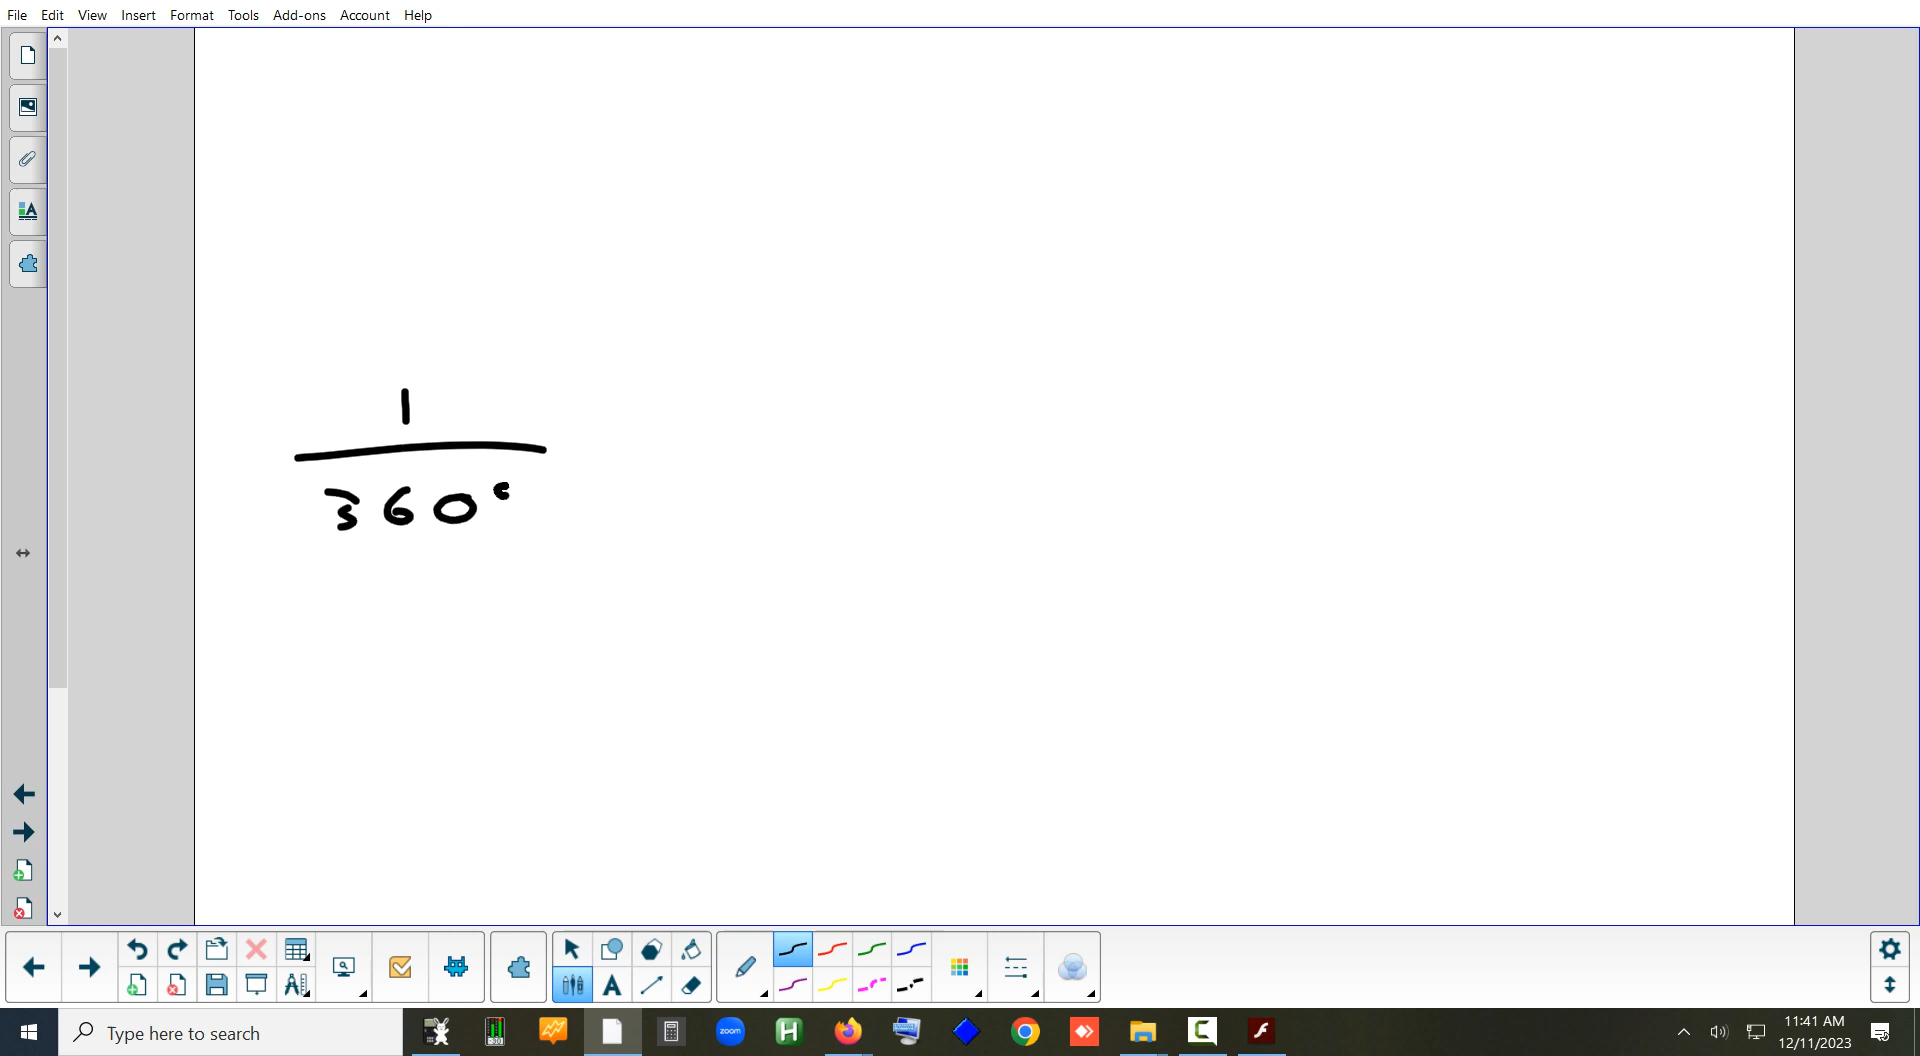 File Edit View Insert Format Tools Add-ons Account Help
1
360°
Type here to search
zoom
11:41 AM
12/11/2023